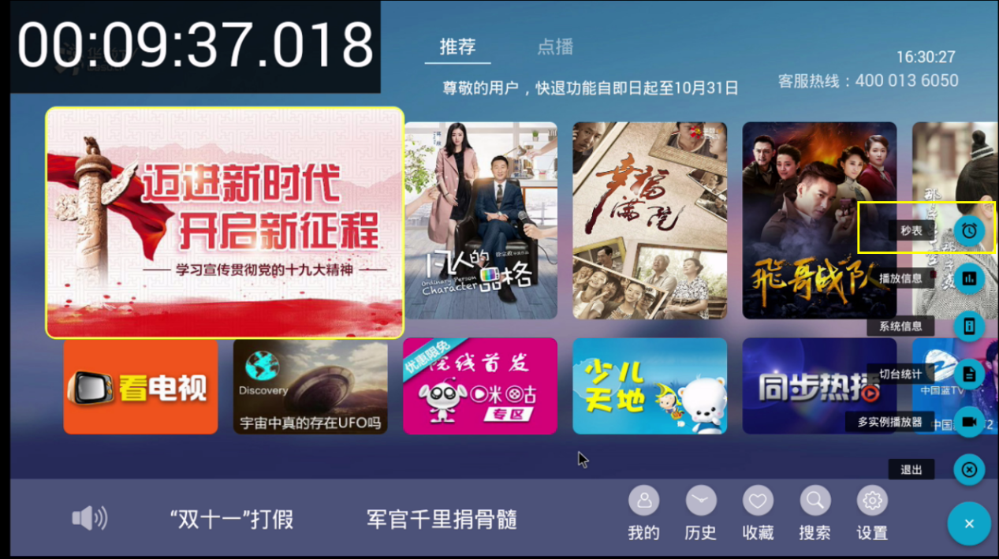 00:09:37.018
推荐
点播
16:30:27
尊敬的用户，快退功能自即日起至10月31日
客服热线：400 013 6050
迈进新时代
开启新征程
学习宣传贯彻党的十九大精神
凡人的品格
Ordinary Person
Character
幸福
满院
飛哥战队
秒表
播放信息
系统信息
切台统计
多实例播放器
退出
看电视
Discovery
宇宙中真的存在UFO吗
优惠限免
院线首发
咪咕
专区
少儿
天地
同步热播
中国蓝TV
“双十一”打假
军官千里捐骨髓
我的
历史
收藏
搜索
设置